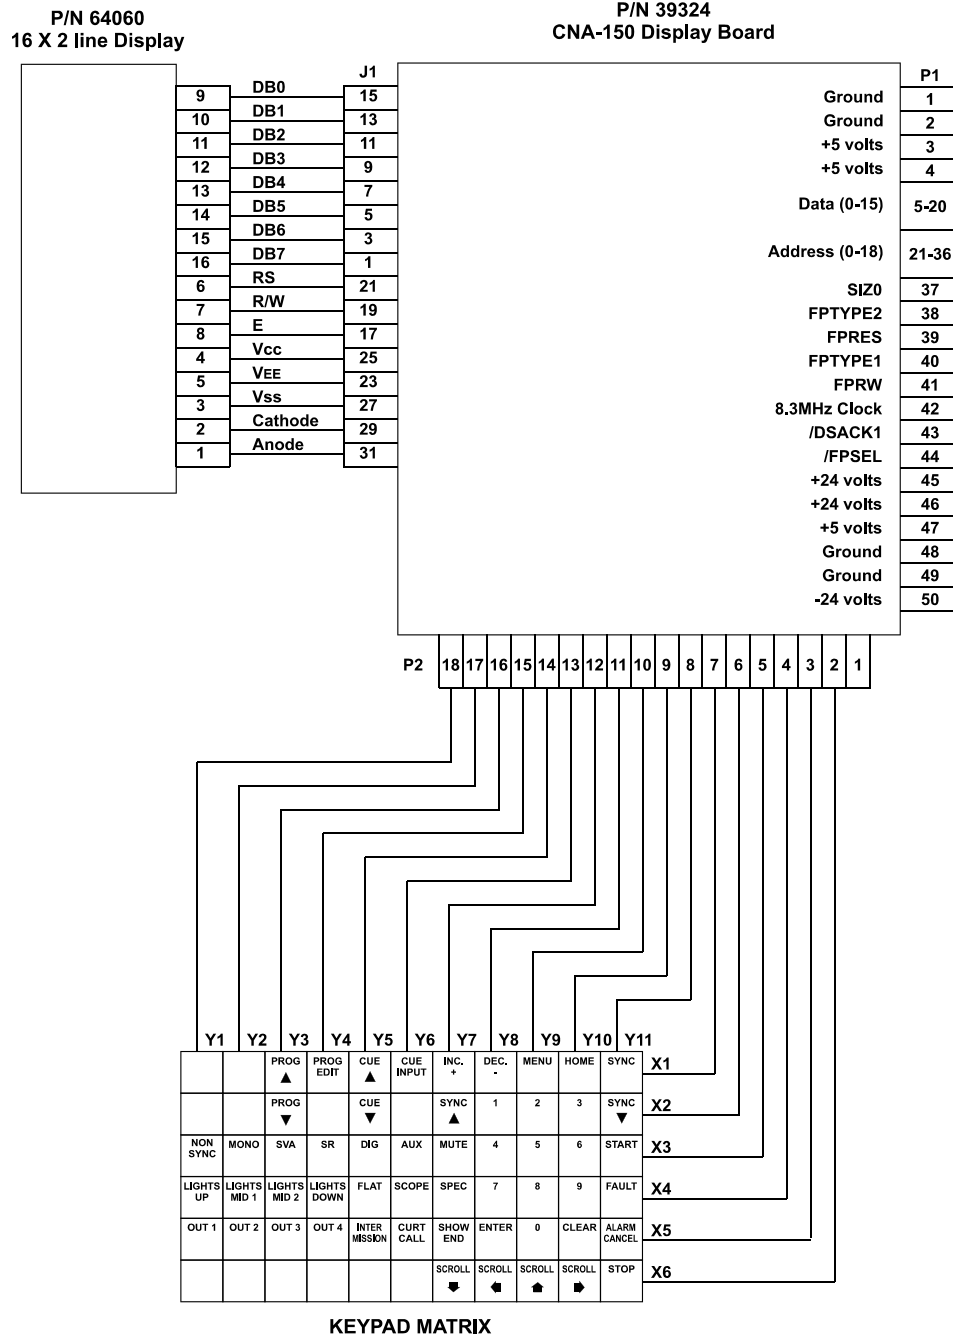 P/N 64060
16 X 2 line Display
P/N 39324
CNA-150 Display Board
J1
P1
9 DB0 15
10 DB1 13
11 DB2 11
12 DB3 9
13 DB4 7
14 DB5 5
15 DB6 3
16 DB7 1
6 RS 21
7 R/W 19
8 E 17
4 Vcc 25
5 VEE 23
3 Vss 27
2 Cathode 29
1 Anode 31
Ground 1
Ground 2
+5 volts 3
+5 volts 4
Data (0-15) 5-20
Address (0-18) 21-36
SIZ0 37
FPTYPE2 38
FPRES 39
FPTYPE1 40
FPRW 41
8.3MHz Clock 42
/DSACK1 43
/FPSEL 44
+24 volts 45
+24 volts 46
+5 volts 47
Ground 48
Ground 49
-24 volts 50
P2 18 17 16 15 14 13 12 11 10 9 8 7 6 5 4 3 2 1
Y1 Y2 Y3 Y4 Y5 Y6 Y7 Y8 Y9 Y10 Y11
PROG ▲ PROG EDIT CUE ▲ CUE INPUT INC. + DEC. - MENU HOME SYNC X1
PROG ▼ CUE ▼ SYNC ▲ 1 2 3 SYNC ▼ X2
NON SYNC MONO SVA SR DIG AUX MUTE 4 5 6 START X3
LIGHTS UP LIGHTS MID 1 LIGHTS MID 2 LIGHTS DOWN FLAT SCOPE SPEC 7 8 9 FAULT X4
OUT 1 OUT 2 OUT 3 OUT 4 INTER MISSION CURT CALL SHOW END ENTER 0 CLEAR ALARM CANCEL X5
SCROLL 🡇 SCROLL 🡄 SCROLL 🡅 SCROLL 🡆 STOP X6
KEYPAD MATRIX